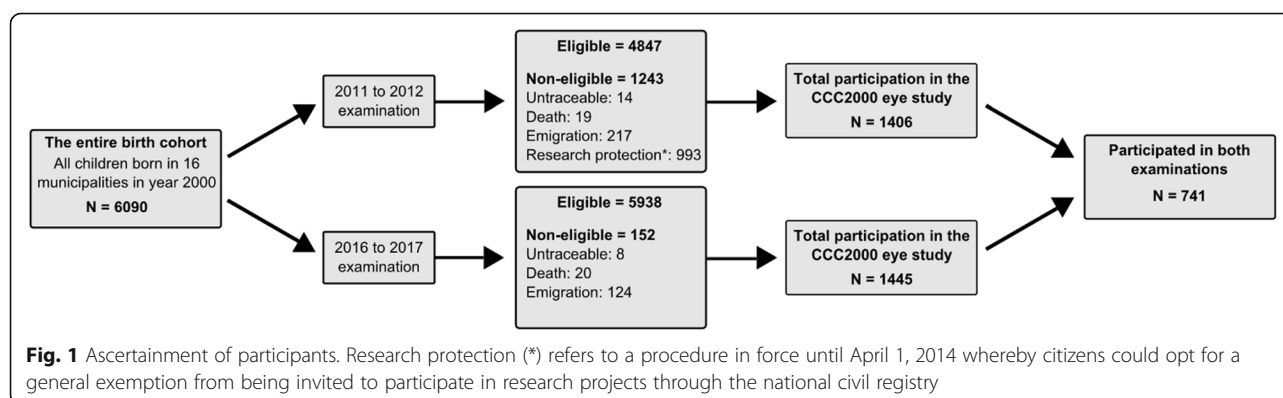 The entire birth cohort
All children born in 16
municipalities in year 2000
N = 6090
2011 to 2012
examination
Eligible = 4847
Non-eligible = 1243
Untraceable: 14
Death: 19
Emigration: 217
Research protection*: 993
Total participation in the
CCC2000 eye study
N = 1406
2016 to 2017
examination
Eligible = 5938
Non-eligible = 152
Untraceable: 8
Death: 20
Emigration: 124
Total participation in the
CCC2000 eye study
N = 1445
Participated in both
examinations
N = 741
Fig. 1 Ascertainment of participants. Research protection (*) refers to a procedure in force until April 1, 2014 whereby citizens could opt for a
general exemption from being invited to participate in research projects through the national civil registry